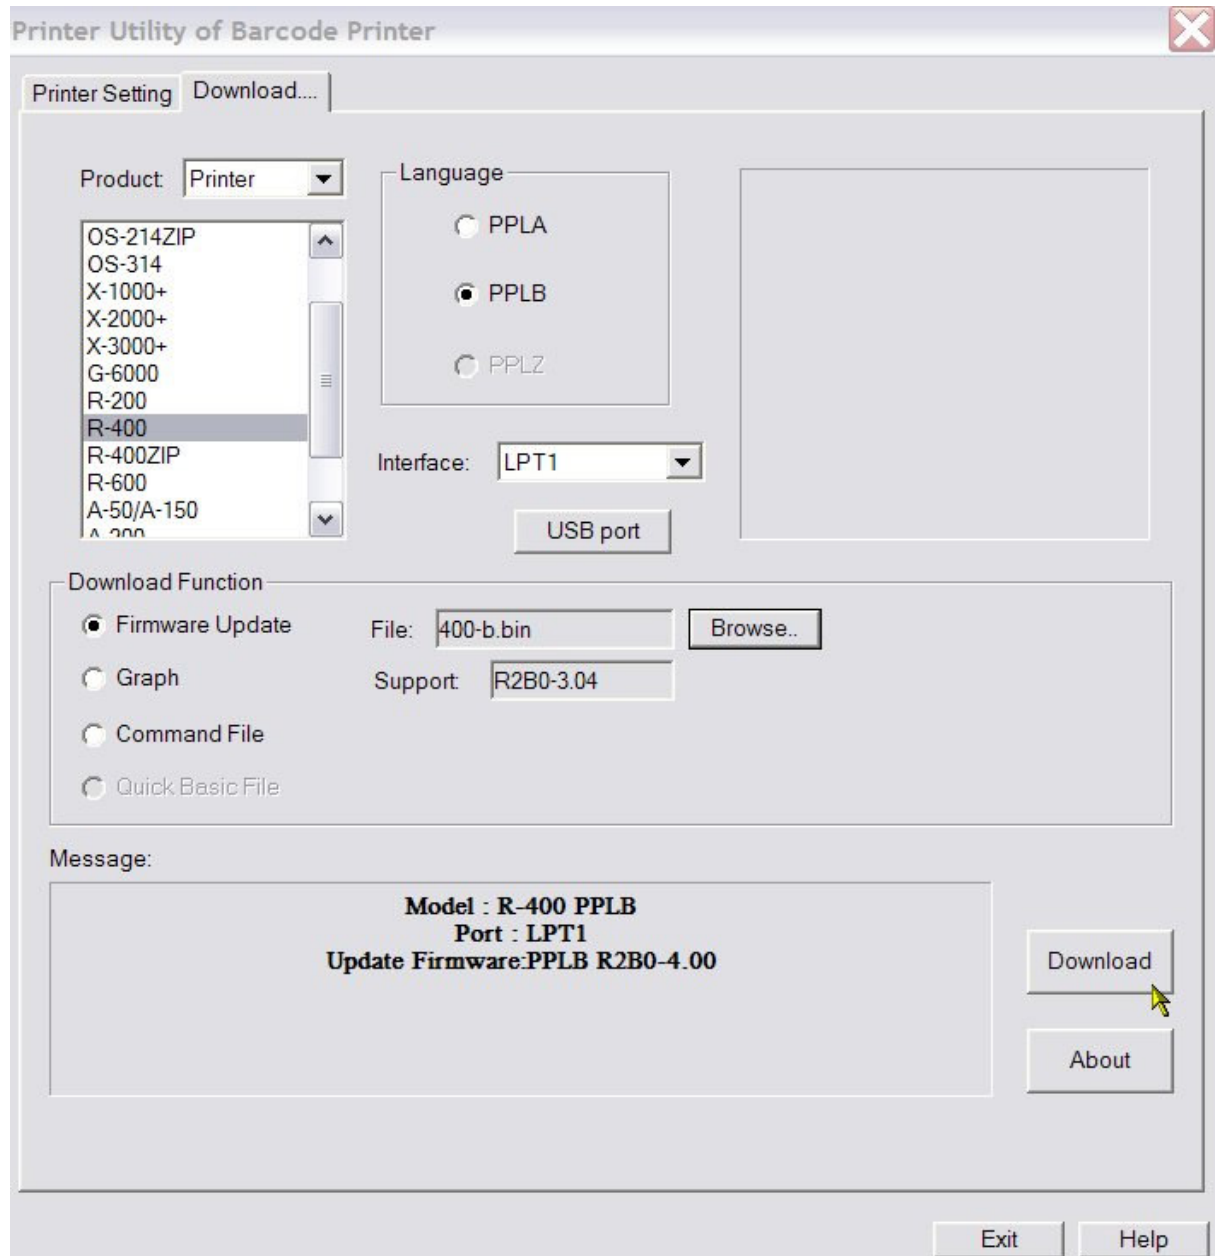 Printer Utility of Barcode Printer
Printer Setting
Download....
Product:
Printer
OS-214ZIP
OS-314
X-1000+
X-2000+
X-3000+
G-6000
R-200
R-400
R-400ZIP
R-600
A-50/A-150
A-200
Language
PPLA
PPLB
PPLZ
Interface:
LPT1
USB port
Download Function
Firmware Update
File:
400-b.bin
Browse..
Graph
Support:
R2B0-3.04
Command File
Quick Basic File
Message:
Model : R-400 PPLB
Port : LPT1
Update Firmware:PPLB R2B0-4.00
Download
About
Exit
Help